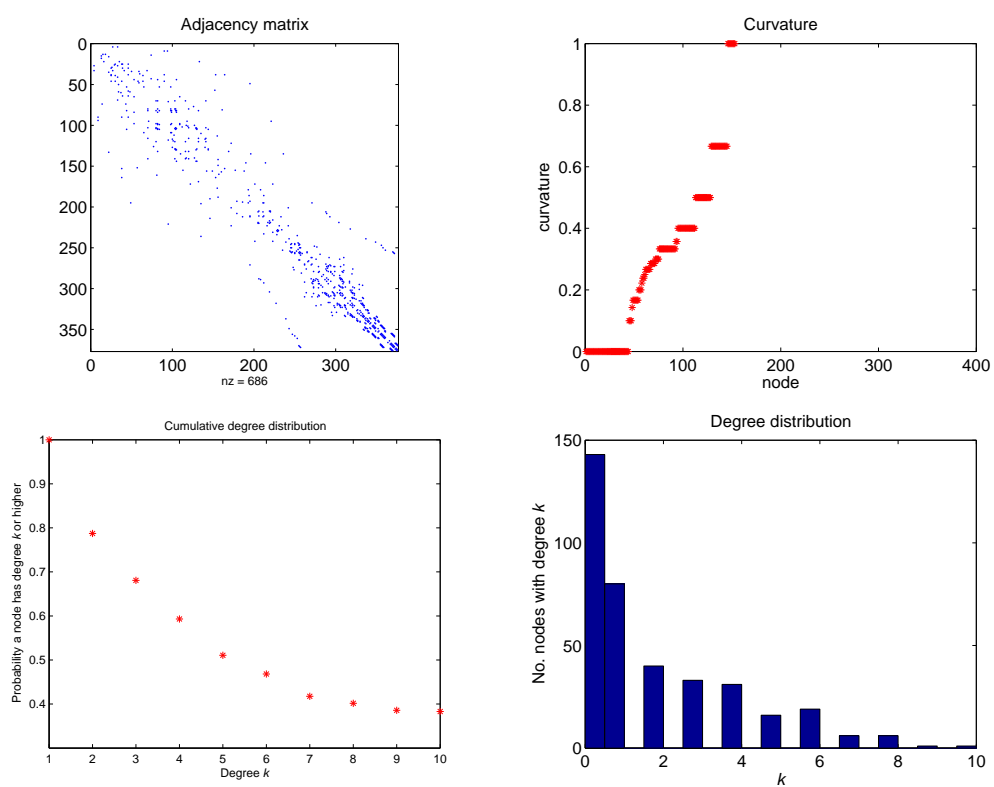 Adjacency matrix
0
50
100
150
200
250
300
350
0 100 200 300
nz = 686
Curvature
1
0.8
0.6
0.4
0.2
0
curvature
0 100 200 300 400
node
Cumulative degree distribution
1
0.9
0.8
0.7
0.6
0.5
0.4
Probability a node has degree k or higher
1 2 3 4 5 6 7 8 9 10
Degree k
Degree distribution
150
100
50
0
No. nodes with degree k
0 2 4 6 8 10
k